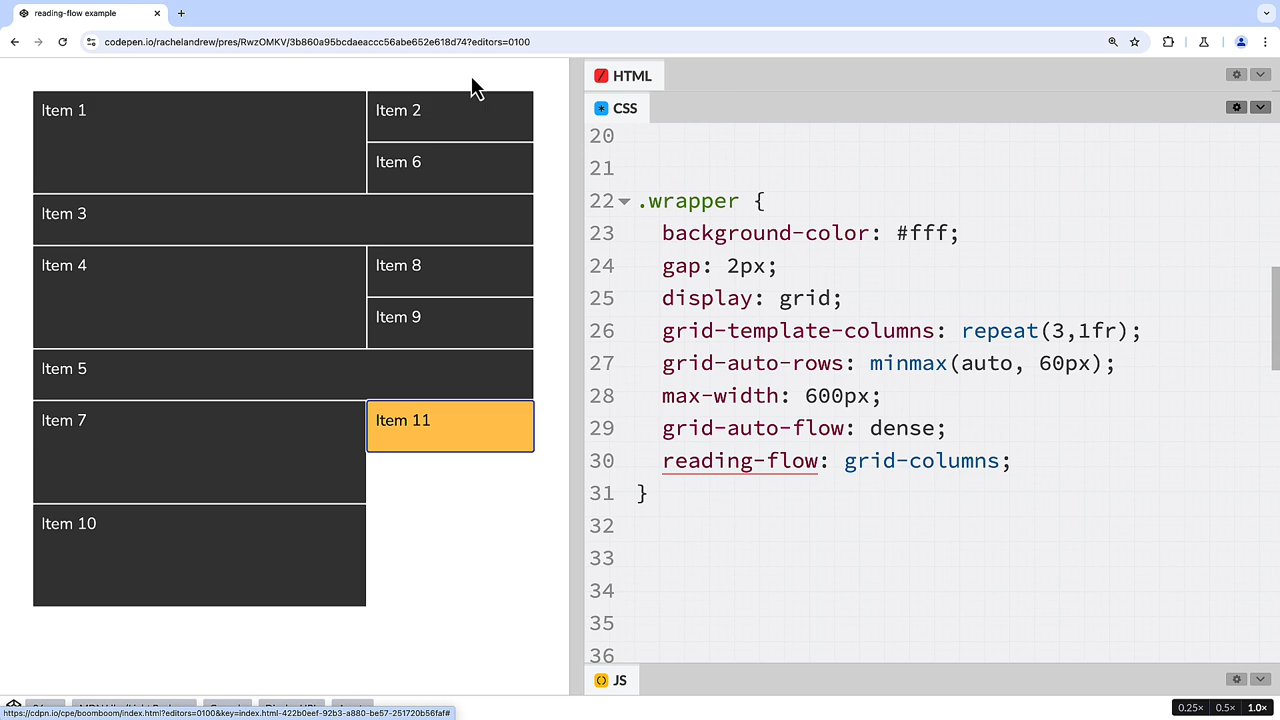 reading-flow example
codepen.io/rachelandrew/pres/RwzOMKV/3b860a95bcdaeaccc56abe652e618d74?editors=0100
Item 1
Item 2
Item 6
Item 3
Item 4
Item 8
Item 9
Item 5
Item 7
Item 11
Item 10
HTML
CSS
20
21
22 .wrapper {
23 background-color: #fff;
24 gap: 2px;
25 display: grid;
26 grid-template-columns: repeat(3,1fr);
27 grid-auto-rows: minmax(auto, 60px);
28 max-width: 600px;
29 grid-auto-flow: dense;
30 reading-flow: grid-columns;
31 }
32
33
34
35
36
JS
https://cdpn.io/cpe/boomboom/index.html?editors=0100&key=index.html-422b0eef-92b3-a880-be57-251720b56faf#
0.25× 0.5× 1.0×